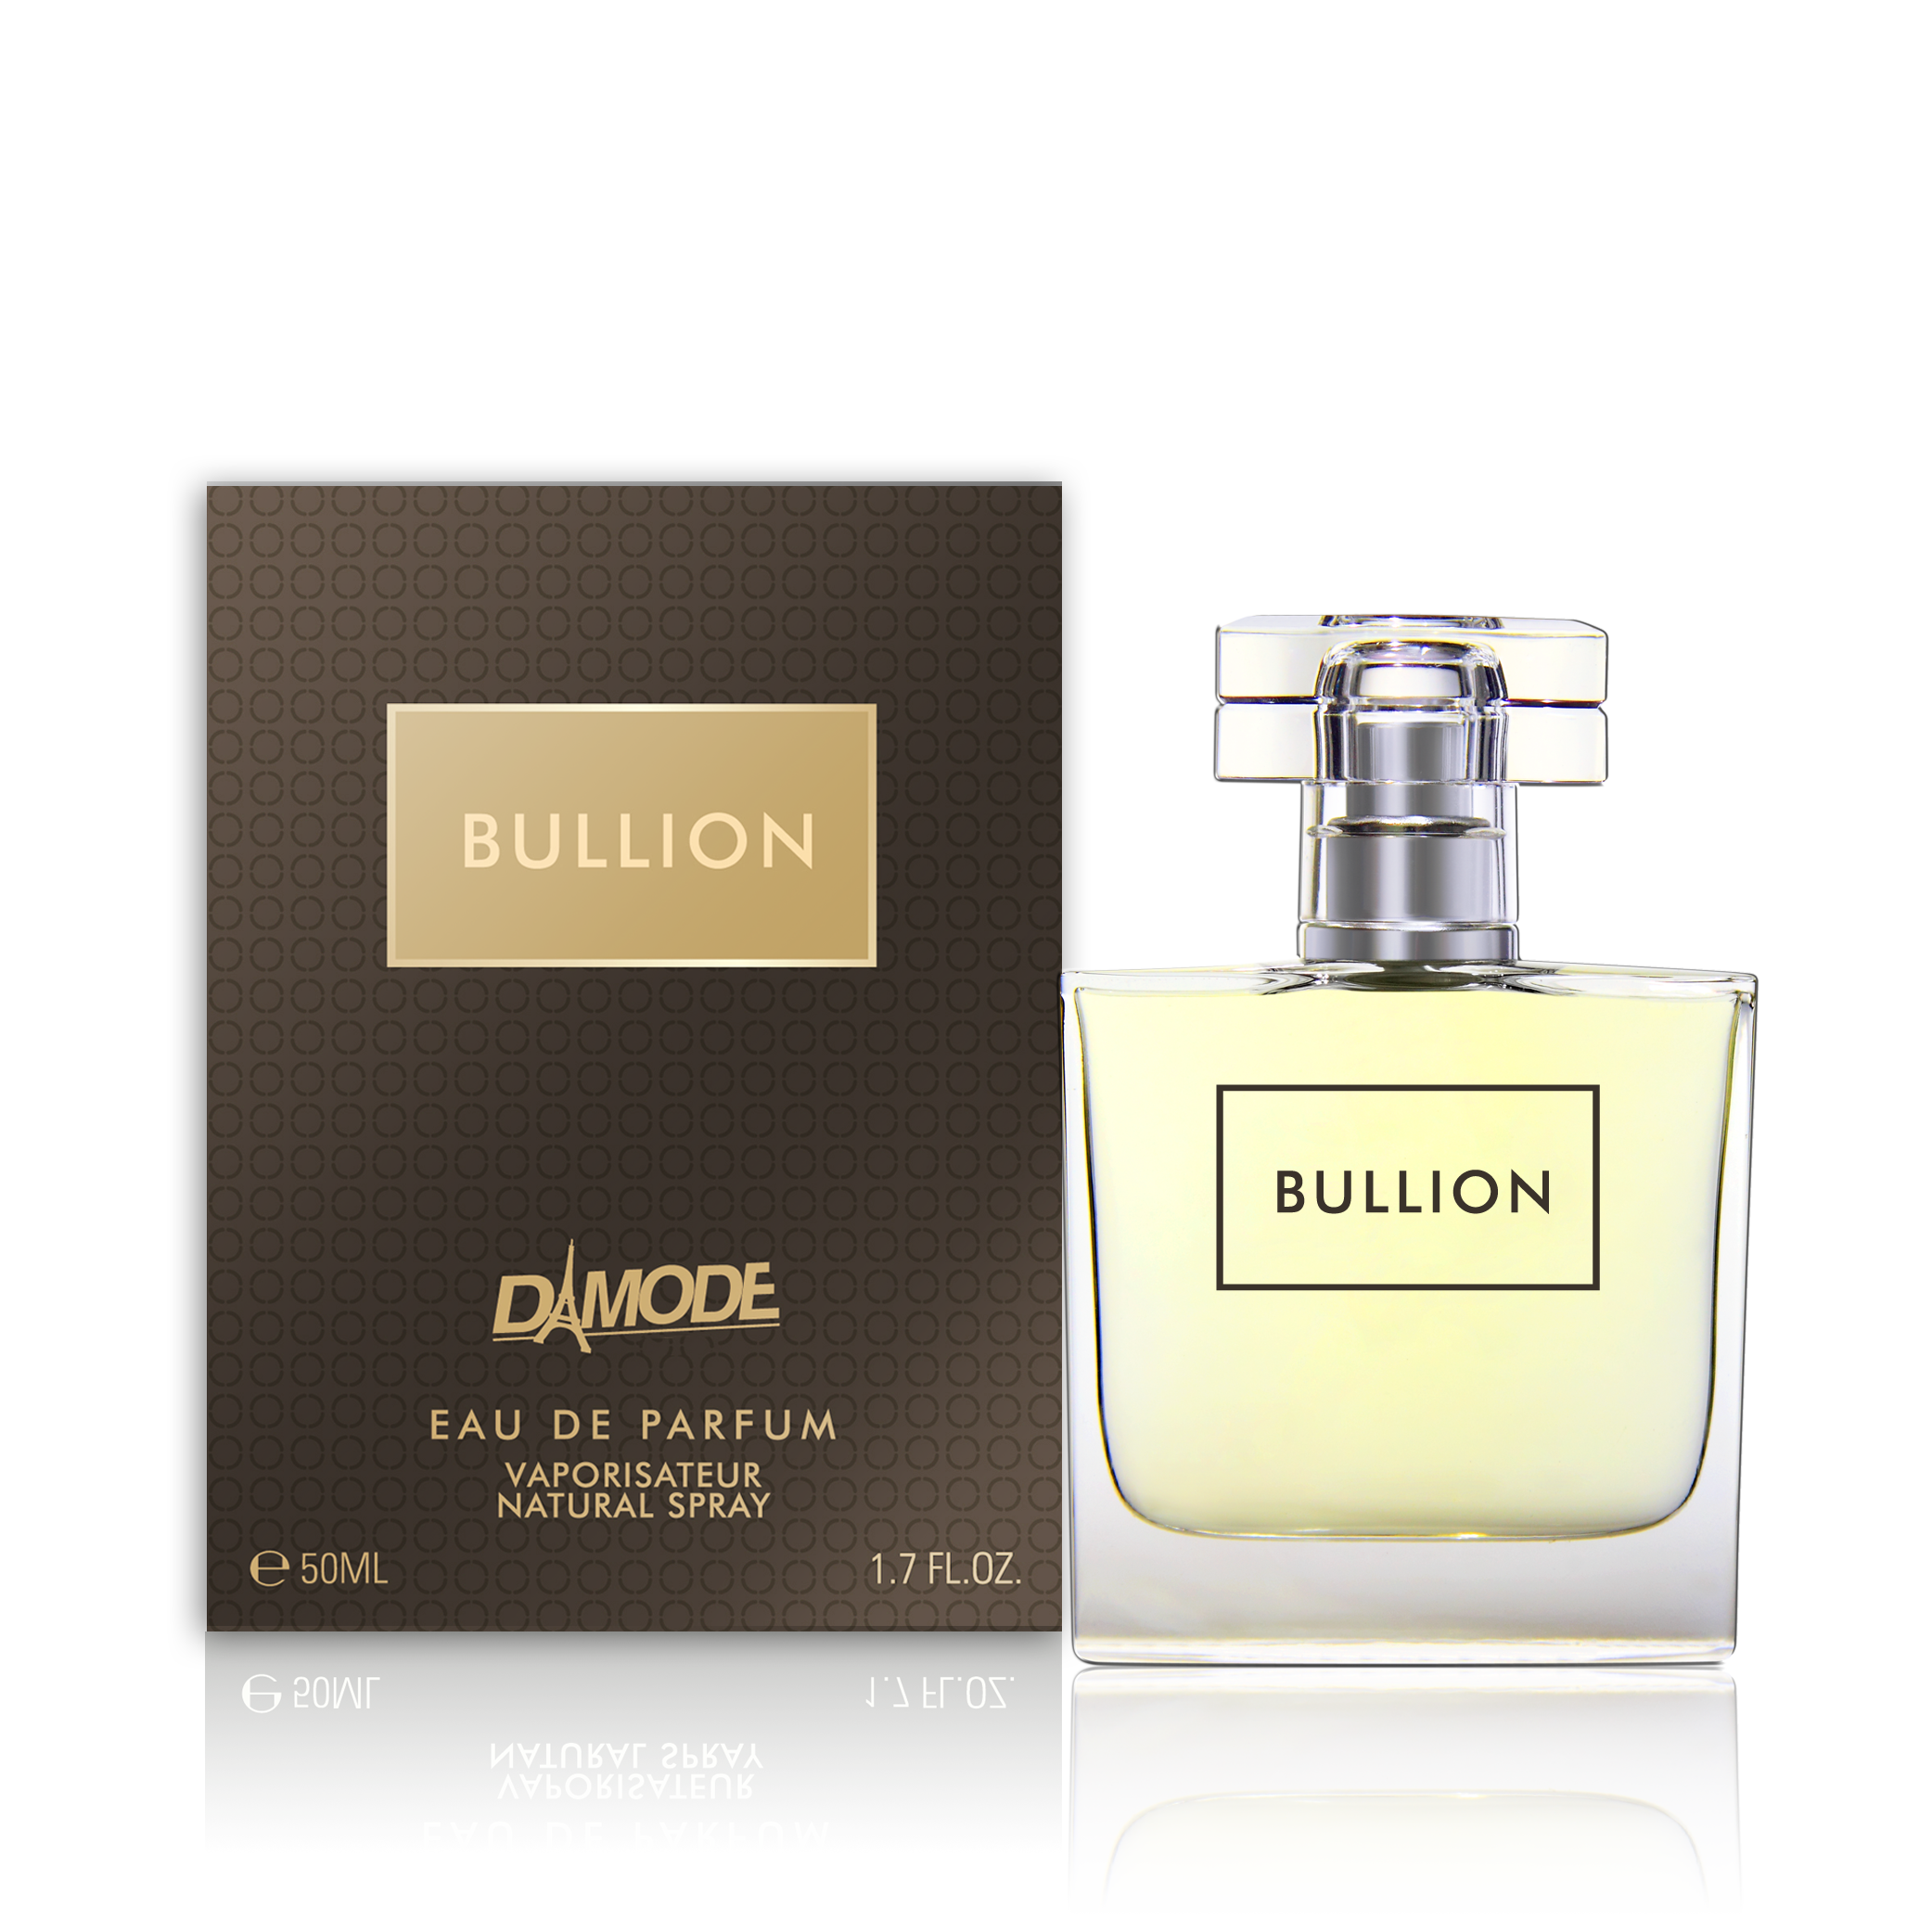 BULLION
DAMODE
EAU DE PARFUM
VAPORISATEUR
NATURAL SPRAY
℮ 50ML
1.7 FL.OZ.
BULLION